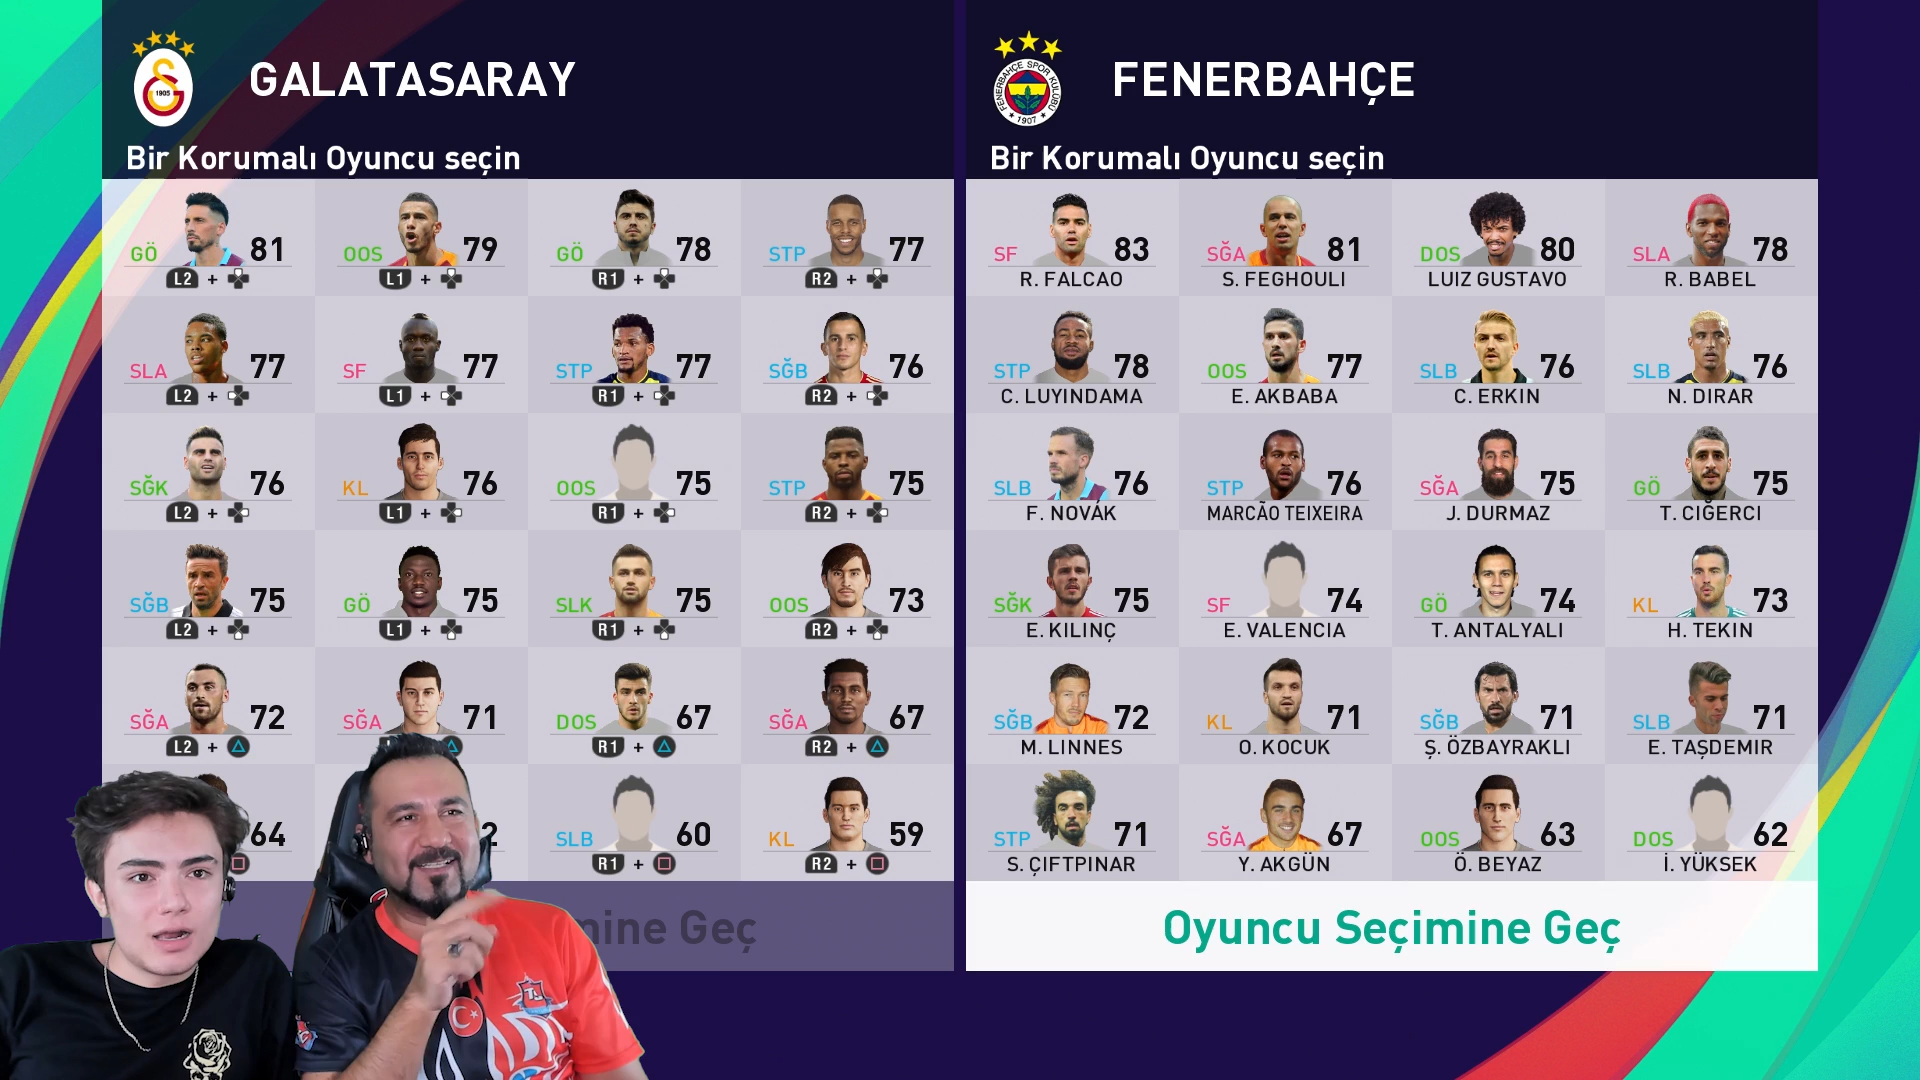 GALATASARAY
Bir Korumalı Oyuncu seçin
GÖ 81 OOS 79 GÖ 78 STP 77
L2 + L1 + R1 + R2 +
SLA 77 SF 77 STP 77 SĞB 76
L2 + L1 + R1 + R2 +
SĞK 76 KL 76 OOS 75 STP 75
L2 + L1 + R1 + R2 +
SĞB 75 GÖ 75 SLK 75 OOS 73
L2 + L1 + R1 + R2 +
SĞA 72 SĞA 71 DOS 67 SĞA 67
L2 + R1 + R2 +
64 2 SLB 60 KL 59
R1 + R2 +
mine Geç
1905
FENERBAHÇE
FENERBAHÇE SPOR KULÜBÜ
1907
Bir Korumalı Oyuncu seçin
SF 83 SĞA 81 DOS 80 SLA 78
R. FALCAO S. FEGHOULI LUIZ GUSTAVO R. BABEL
STP 78 OOS 77 SLB 76 SLB 76
C. LUYINDAMA E. AKBABA C. ERKIN N. DIRAR
SLB 76 STP 76 SĞA 75 GÖ 75
F. NOVÁK MARCÃO TEIXEIRA J. DURMAZ T. CIĞERCI
SĞK 75 SF 74 GÖ 74 KL 73
E. KILINÇ E. VALENCIA T. ANTALYALI H. TEKIN
SĞB 72 KL 71 SĞB 71 SLB 71
M. LINNES O. KOCUK Ş. ÖZBAYRAKLI E. TAŞDEMIR
STP 71 SĞA 67 OOS 63 DOS 62
S. ÇIFTPINAR Y. AKGÜN Ö. BEYAZ İ. YÜKSEK
Oyuncu Seçimine Geç